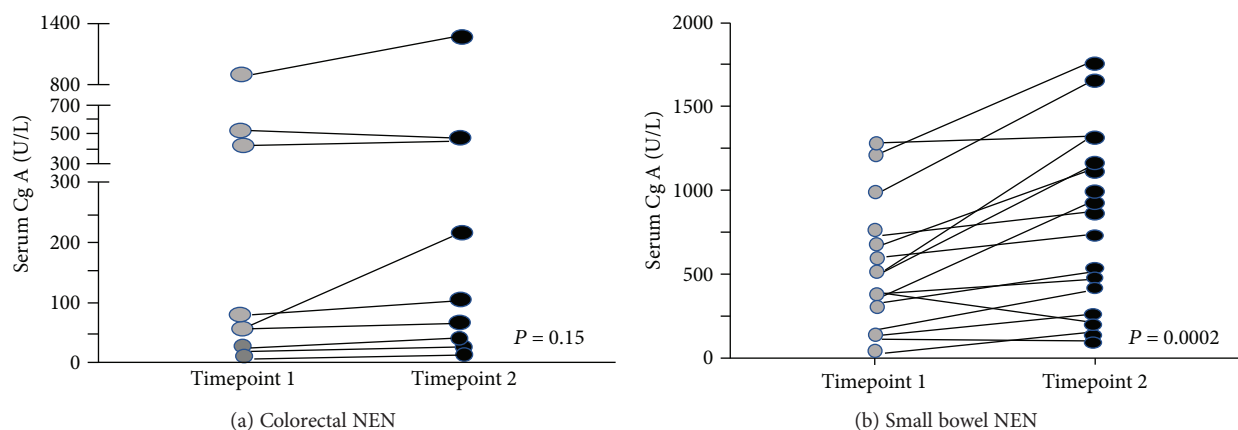 Serum Cg A (U/L)
1400
800
700
500
300
300
200
100
0
P = 0.15
Timepoint 1
Timepoint 2
(a) Colorectal NEN
Serum Cg A (U/L)
2000
1500
1000
500
0
P = 0.0002
Timepoint 1
Timepoint 2
(b) Small bowel NEN